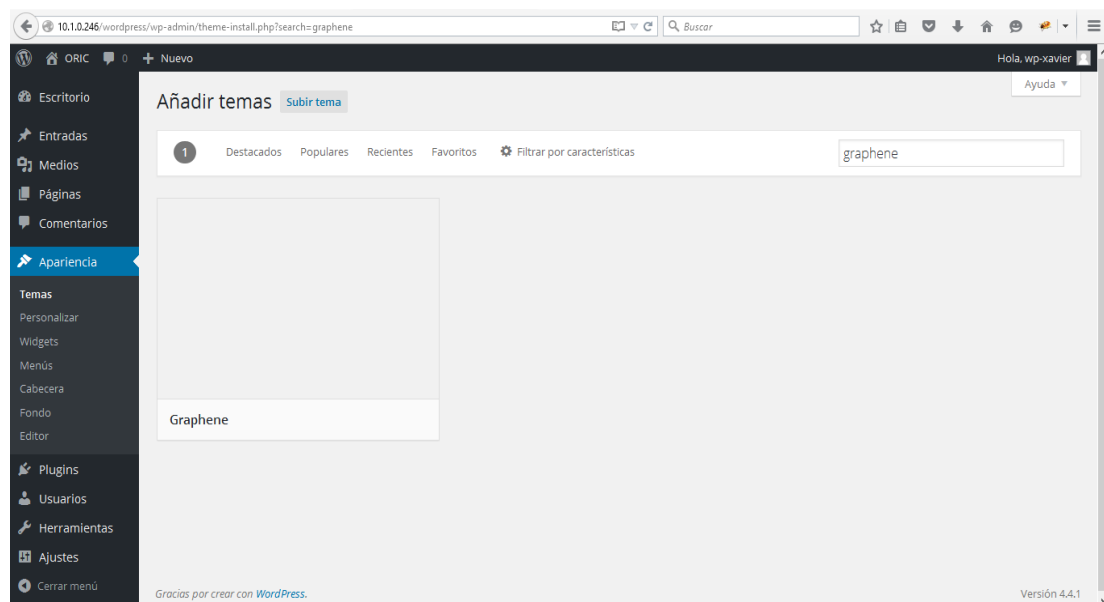 10.1.0.246/wordpress/wp-admin/theme-install.php?search=graphene
Buscar
ORIC 0 + Nuevo Hola, wp-xavier
Ayuda
Escritorio
Entradas
Medios
Páginas
Comentarios
Apariencia
Temas
Personalizar
Widgets
Menús
Cabecera
Fondo
Editor
Plugins
Usuarios
Herramientas
Ajustes
Cerrar menú
Añadir temas Subir tema
1 Destacados Populares Recientes Favoritos Filtrar por características graphene
Graphene
Gracias por crear con WordPress. Versión 4.4.1